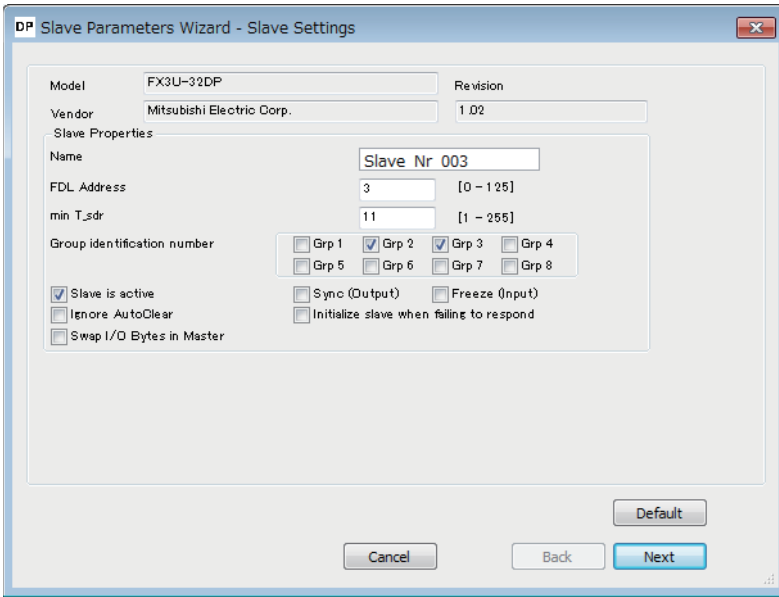 DP Slave Parameters Wizard - Slave Settings
Model FX3U-32DP Revision
Vendor Mitsubishi Electric Corp. 1.02
Slave Properties
Name Slave_Nr_003
FDL Address 3 [0 - 125]
min T_sdr 11 [1 - 255]
Group identification number Grp 1 Grp 2 Grp 3 Grp 4
Grp 5 Grp 6 Grp 7 Grp 8
Slave is active Sync (Output) Freeze (Input)
Ignore AutoClear Initialize slave when failing to respond
Swap I/O Bytes in Master
Default
Cancel Back Next